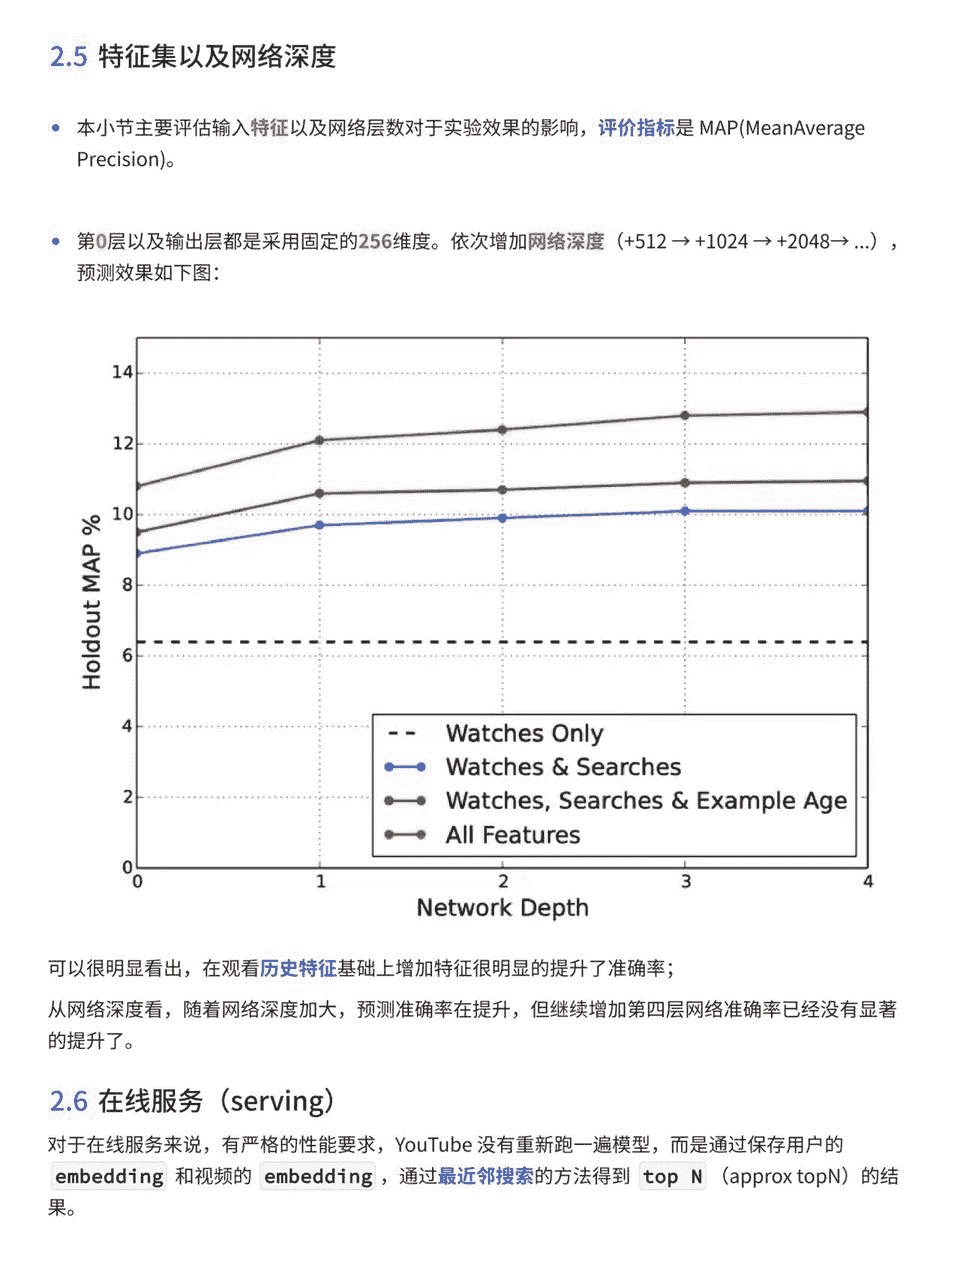 2.5 特征集以及网络深度
本小节主要评估输入特征以及网络层数对于实验效果的影响，评价指标是 MAP(MeanAverage
Precision)。
第0层以及输出层都是采用固定的256维度。依次增加网络深度（+512 → +1024 → +2048→ ...），
预测效果如下图：
14
12
10
8
6
4
2
0
Holdout MAP %
Watches Only
Watches & Searches
Watches, Searches & Example Age
All Features
0 1 2 3 4
Network Depth
可以很明显看出，在观看历史特征基础上增加特征很明显的提升了准确率；
从网络深度看，随着网络深度加大，预测准确率在提升，但继续增加第四层网络准确率已经没有显著
的提升了。
2.6 在线服务（serving）
对于在线服务来说，有严格的性能要求，YouTube 没有重新跑一遍模型，而是通过保存用户的
embedding 和视频的 embedding ，通过最近邻搜索的方法得到 top N （approx topN）的结
果。